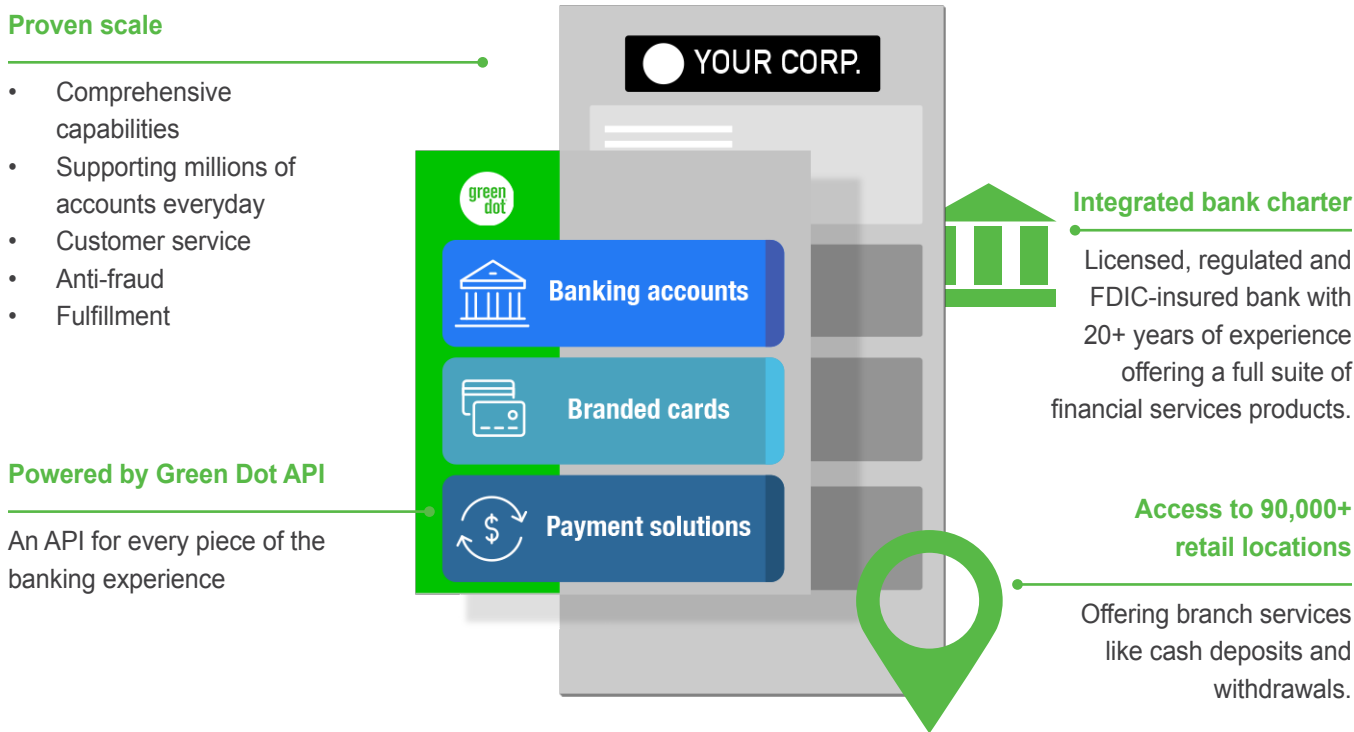 Proven scale
• Comprehensive
capabilities
• Supporting millions of
accounts everyday
• Customer service
• Anti-fraud
• Fulfillment
Powered by Green Dot API
An API for every piece of the
banking experience
YOUR CORP.
green
dot
Banking accounts
Branded cards
$
Payment solutions
Integrated bank charter
Licensed, regulated and
FDIC-insured bank with
20+ years of experience
offering a full suite of
financial services products.
Access to 90,000+
retail locations
Offering branch services
like cash deposits and
withdrawals.